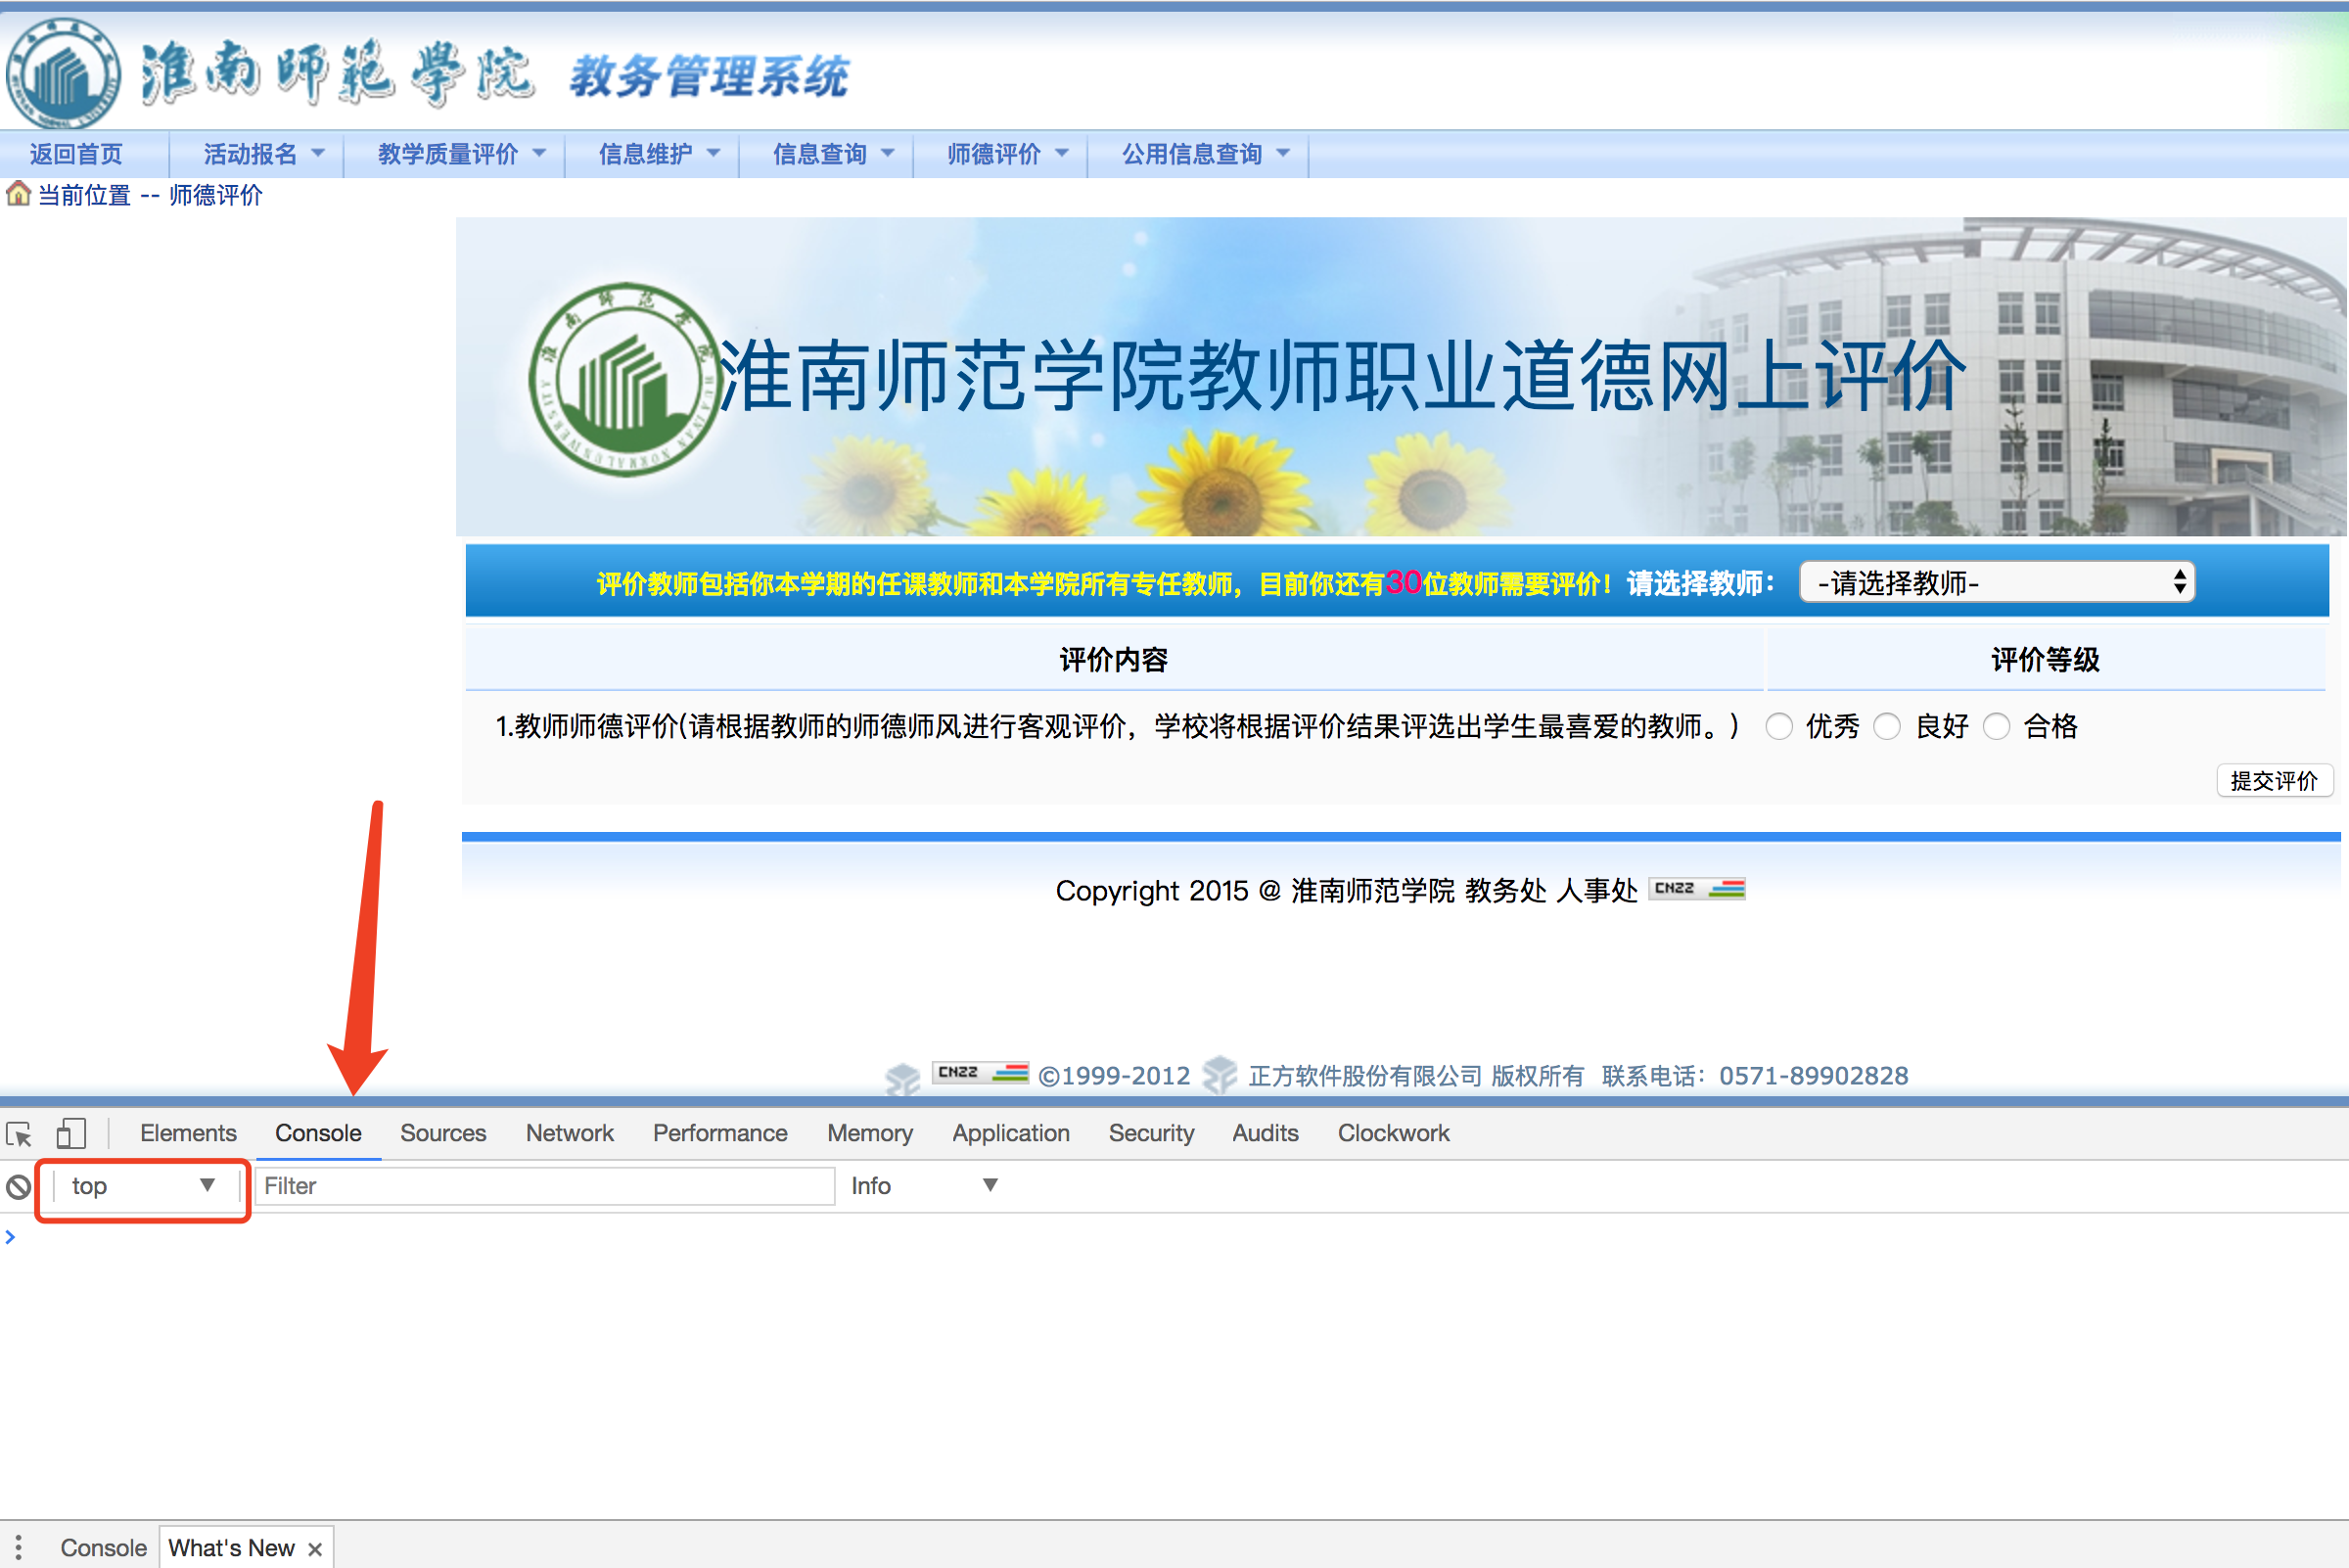 淮南師範學院 教务管理系统
返回首页 活动报名 教学质量评价 信息维护 信息查询 师德评价 公用信息查询
当前位置 -- 师德评价
淮南师范学院
HUAINAN NORMAL UNIVERSITY
淮南师范学院教师职业道德网上评价
评价教师包括你本学期的任课教师和本学院所有专任教师，目前你还有30位教师需要评价！请选择教师： -请选择教师-
评价内容 评价等级
1.教师师德评价(请根据教师的师德师风进行客观评价，学校将根据评价结果评选出学生最喜爱的教师。) 优秀 良好 合格
提交评价
Copyright 2015 @ 淮南师范学院 教务处 人事处 CNZZ
CNZZ ©1999-2012 正方软件股份有限公司 版权所有 联系电话：0571-89902828
Elements Console Sources Network Performance Memory Application Security Audits Clockwork
top Filter Info
Console What's New